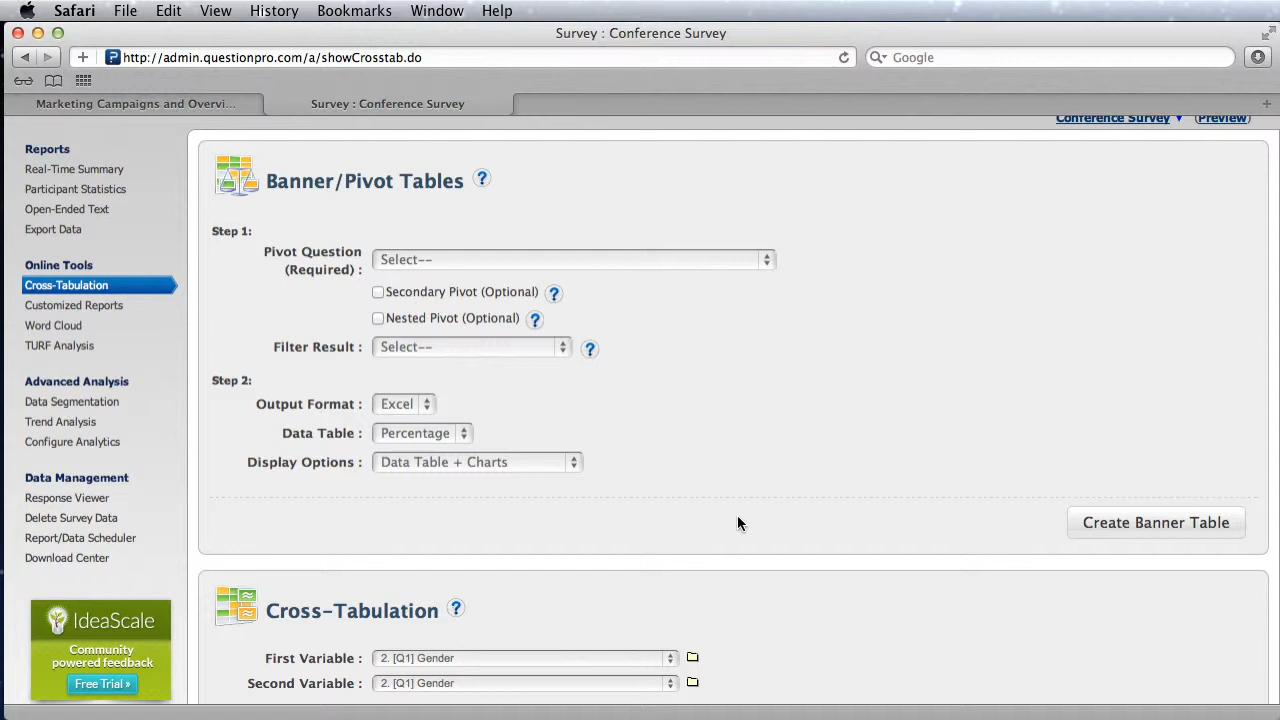 Safari File Edit View History Bookmarks Window Help
Survey : Conference Survey
http://admin.questionpro.com/a/showCrosstab.do
Google
Marketing Campaigns and Overvi...
Survey : Conference Survey
Conference Survey ▼ (Preview)
Reports
Real-Time Summary
Participant Statistics
Open-Ended Text
Export Data
Online Tools
Cross-Tabulation
Customized Reports
Word Cloud
TURF Analysis
Advanced Analysis
Data Segmentation
Trend Analysis
Configure Analytics
Data Management
Response Viewer
Delete Survey Data
Report/Data Scheduler
Download Center
IdeaScale
Community
powered feedback
Free Trial »
Banner/Pivot Tables ?
Step 1:
Pivot Question
(Required) : Select--
Secondary Pivot (Optional) ?
Nested Pivot (Optional) ?
Filter Result : Select-- ?
Step 2:
Output Format : Excel
Data Table : Percentage
Display Options : Data Table + Charts
Create Banner Table
Cross-Tabulation ?
First Variable : 2. [Q1] Gender
Second Variable : 2. [Q1] Gender